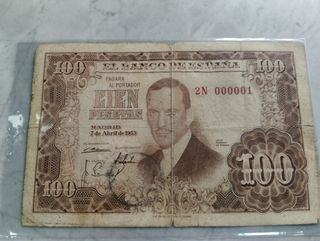 EL BANCO DE ESPAÑA
100
100
PAGARÁ
AL PORTADOR
2N 000001
CIEN
PESETAS
MADRID
7 de Abril de 1953
100
100